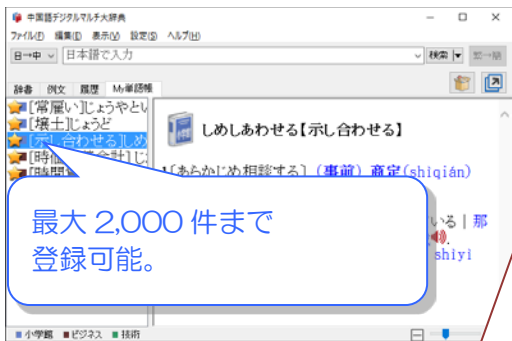 中国語デジタルマルチ大辞典
ファイル(F) 編集(E) 表示(V) 設定(S) ヘルプ(H)
日→中 日本語で入力 検索 繁→簡
辞書 例文 履歴 My単語帳
[常雇い]じょうやとい
[壌土]じょうど
[示し合わせる]しめ
[時価
[時間
しめしあわせる【示し合わせる】
1[あらかじめ相談する] (事前) 商定(shìqián)
いる | 那
shìyì
最大 2,000 件まで
登録可能。
小学館 ビジネス 技術